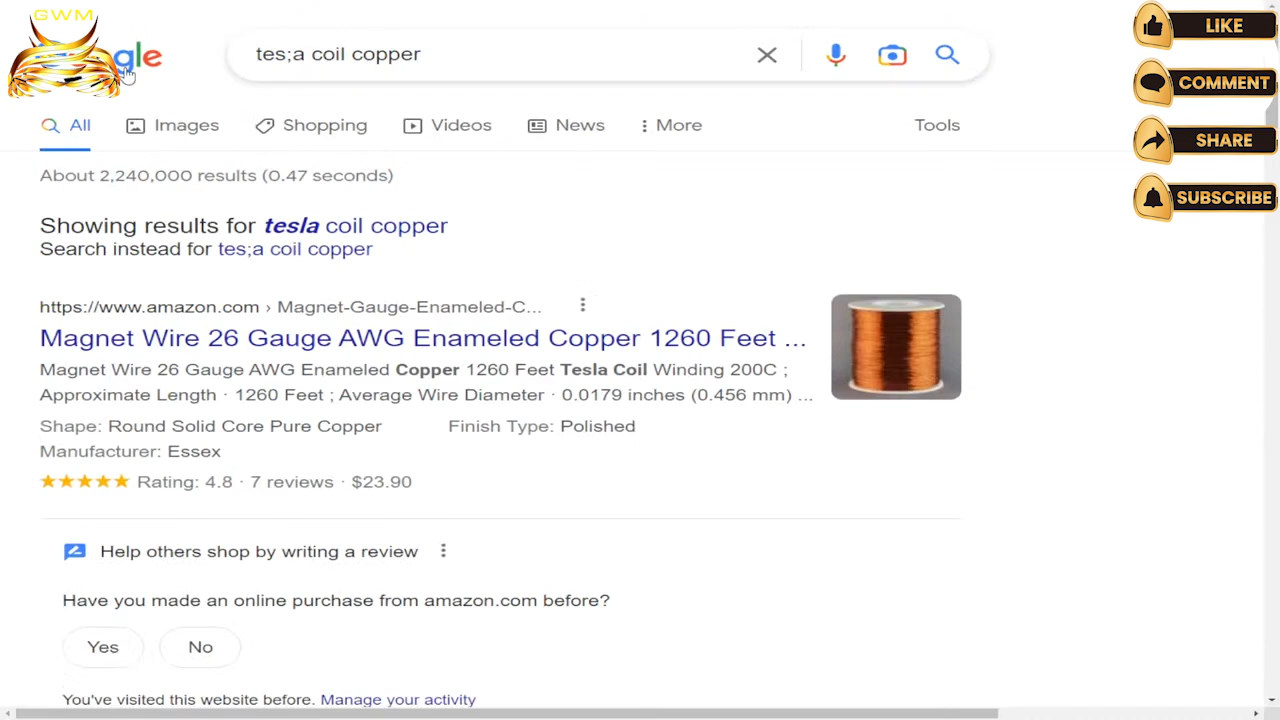 GWM
gle
tes;a coil copper
All
Images
Shopping
Videos
News
More
Tools
About 2,240,000 results (0.47 seconds)
Showing results for tesla coil copper
Search instead for tes;a coil copper
https://www.amazon.com › Magnet-Gauge-Enameled-C...
Magnet Wire 26 Gauge AWG Enameled Copper 1260 Feet ...
Magnet Wire 26 Gauge AWG Enameled Copper 1260 Feet Tesla Coil Winding 200C ;
Approximate Length · 1260 Feet ; Average Wire Diameter · 0.0179 inches (0.456 mm) ...
Shape: Round Solid Core Pure Copper
Finish Type: Polished
Manufacturer: Essex
Rating: 4.8 · 7 reviews · $23.90
Help others shop by writing a review
Have you made an online purchase from amazon.com before?
Yes
No
You've visited this website before. Manage your activity
LIKE
COMMENT
SHARE
SUBSCRIBE